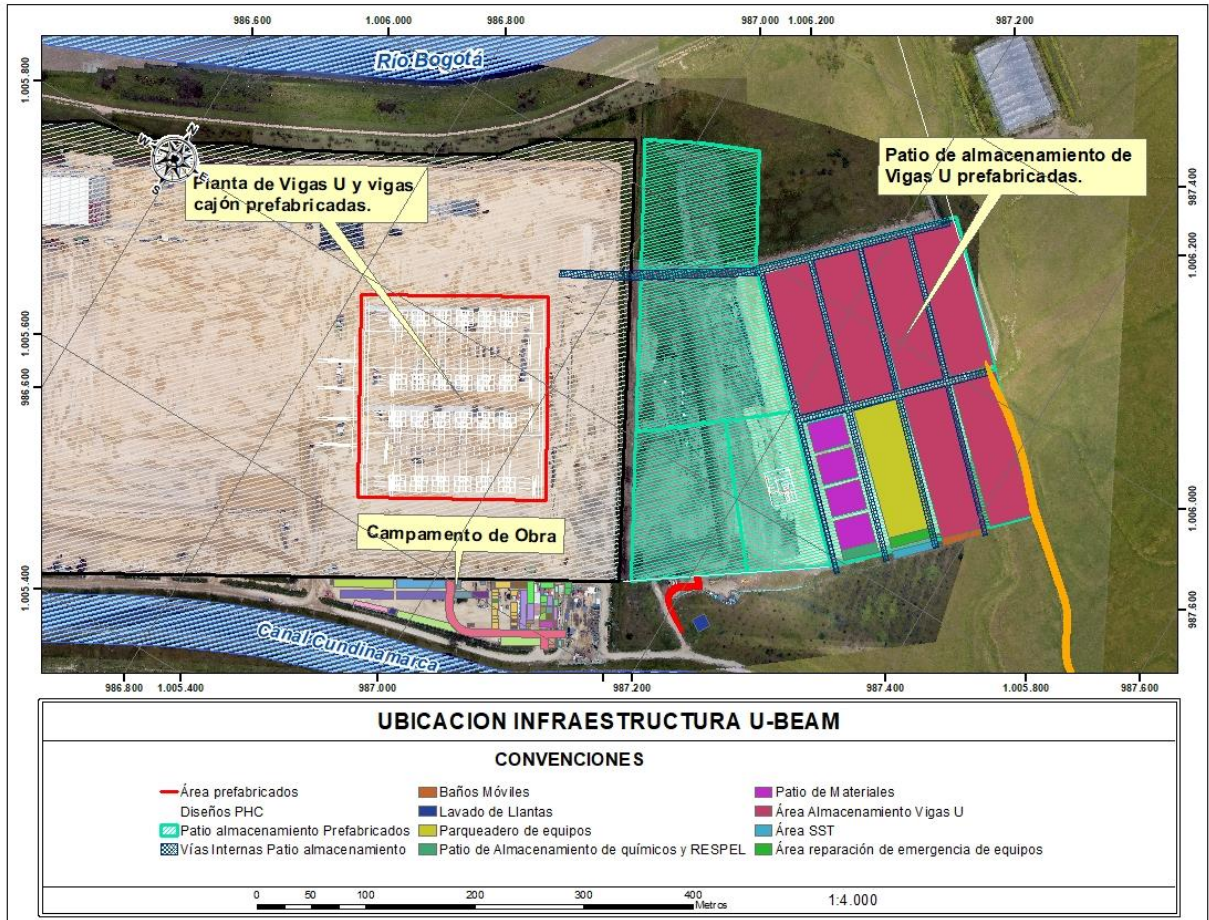 986.600
1.006.000
986.800
987.000
1.006.200
987.200
1.005.800
Río Bogotá
N
W
E
S
Planta de Vigas U y vigas
cajón prefabricadas.
Patio de almacenamiento de
Vigas U prefabricadas.
987.400
1.006.200
1.005.600
986.600
Campamento de Obra
1.006.000
1.005.400
987.600
Canal Cundinamarca
986.800
1.005.400
987.000
987.200
987.400
1.005.800
987.600
UBICACION INFRAESTRUCTURA U-BEAM
CONVENCIONES
Área prefabricados
Diseños PHC
Patio almacenamiento Prefabricados
Vías Internas Patio almacenamiento
Baños Móviles
Lavado de Llantas
Parqueadero de equipos
Patio de Almacenamiento de químicos y RESPEL
Patio de Materiales
Área Almacenamiento Vigas U
Área SST
Área reparación de emergencia de equipos
0 50 100 200 300 400
Metros
1:4.000